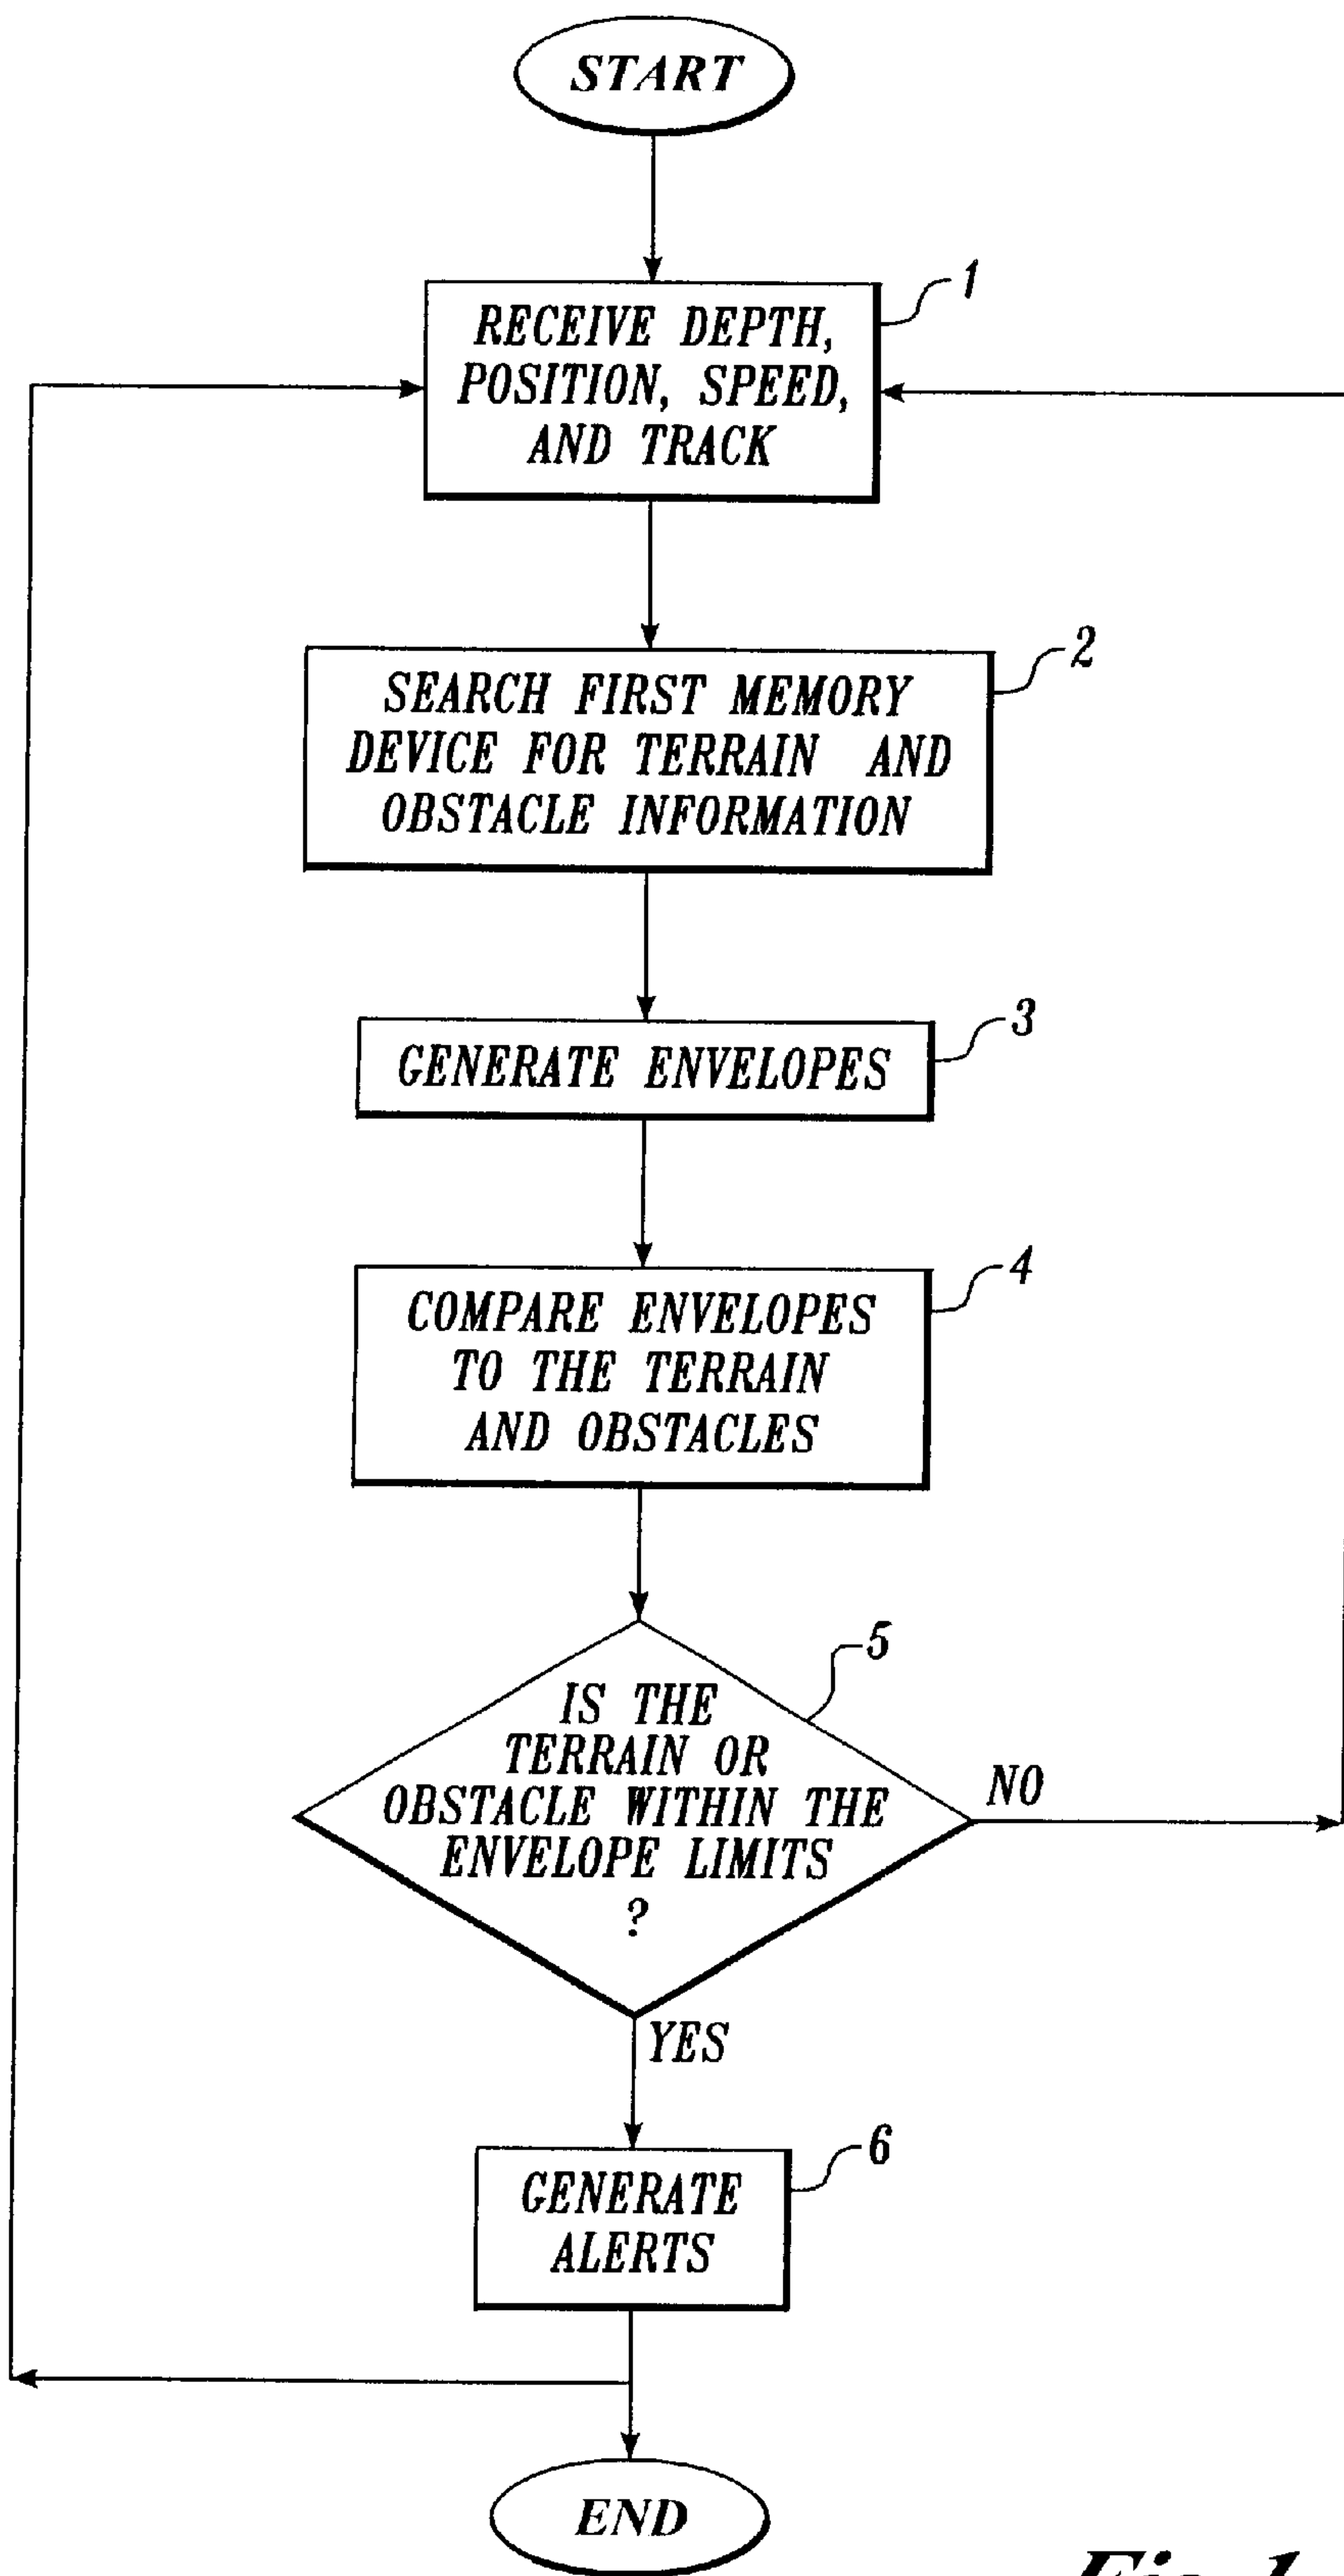 START
1
RECEIVE DEPTH,
POSITION, SPEED,
AND TRACK
2
SEARCH FIRST MEMORY
DEVICE FOR TERRAIN AND
OBSTACLE INFORMATION
3
GENERATE ENVELOPES
4
COMPARE ENVELOPES
TO THE TERRAIN
AND OBSTACLES
5
IS THE
TERRAIN OR
OBSTACLE WITHIN THE
ENVELOPE LIMITS
?
NO
YES
6
GENERATE
ALERTS
END